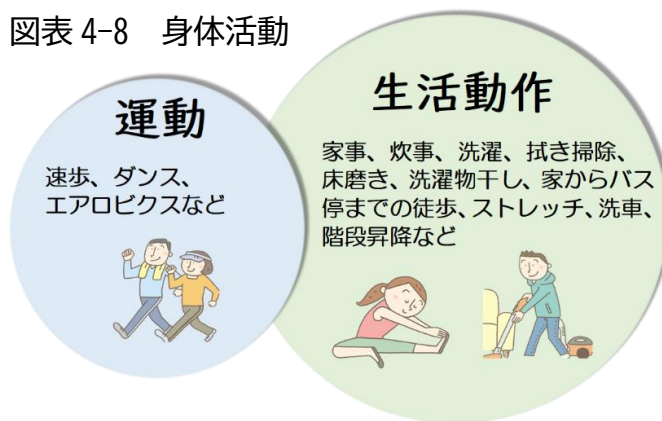 図表 4-8 身体活動
運動
速歩、ダンス、
エアロビクスなど
生活動作
家事、炊事、洗濯、拭き掃除、
床磨き、洗濯物干し、家からバス
停までの徒歩、ストレッチ、洗車、
階段昇降など